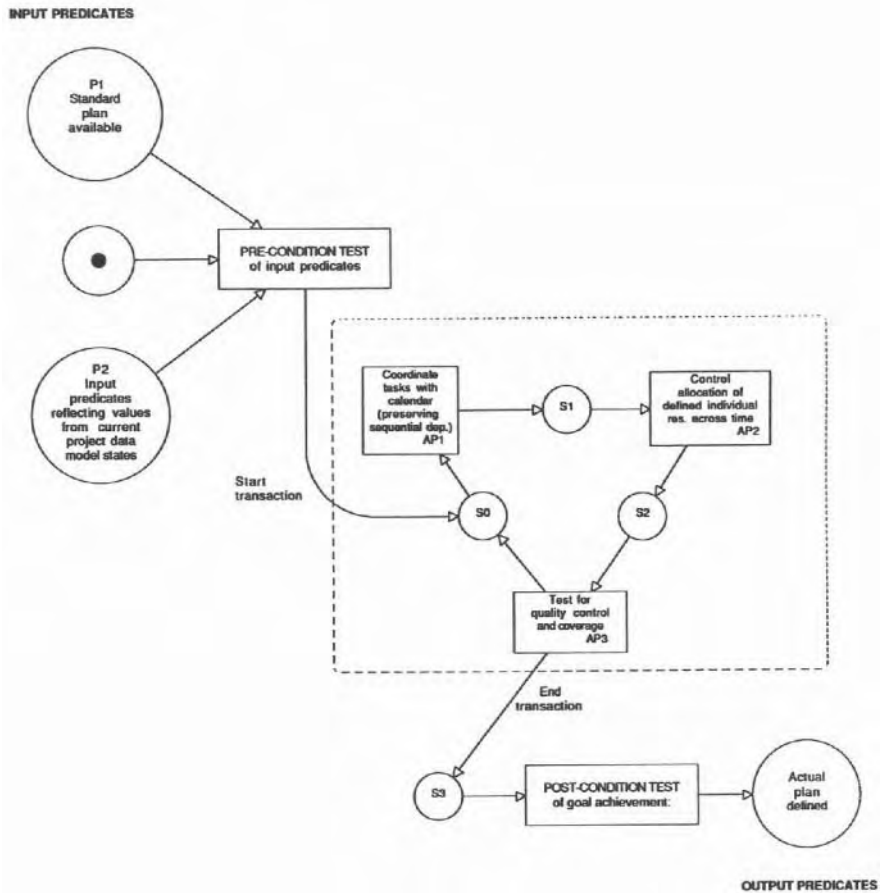 INPUT PREDICATES
P1
Standard
plan
available
PRE-CONDITION TEST
of input predicates
P2
Input
predicates
reflecting values
from current
project data
model states
Start
transaction
Coordinate
tasks with
calendar
(preserving
sequential dep.)
AP1
S1
Control
allocation of
defined individual
res. across time
AP2
S0
S2
Test for
quality control
and coverage
AP3
End
transaction
S3
POST-CONDITION TEST
of goal achievement:
Actual
plan
defined
OUTPUT PREDICATES